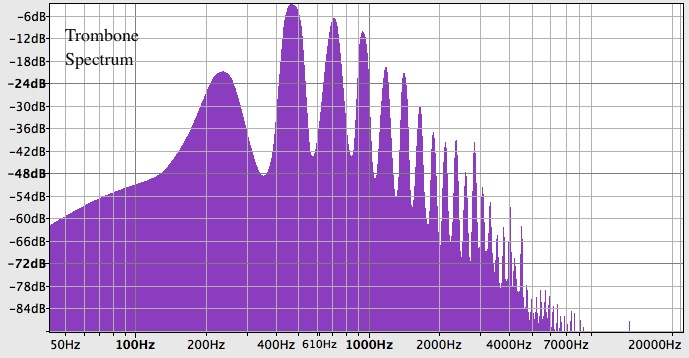 Trombone
Spectrum
-6dB
-12dB
-18dB
-24dB
-30dB
-36dB
-42dB
-48dB
-54dB
-60dB
-66dB
-72dB
-78dB
-84dB
50Hz 100Hz 200Hz 400Hz 610Hz 1000Hz 2000Hz 4000Hz 7000Hz 20000Hz